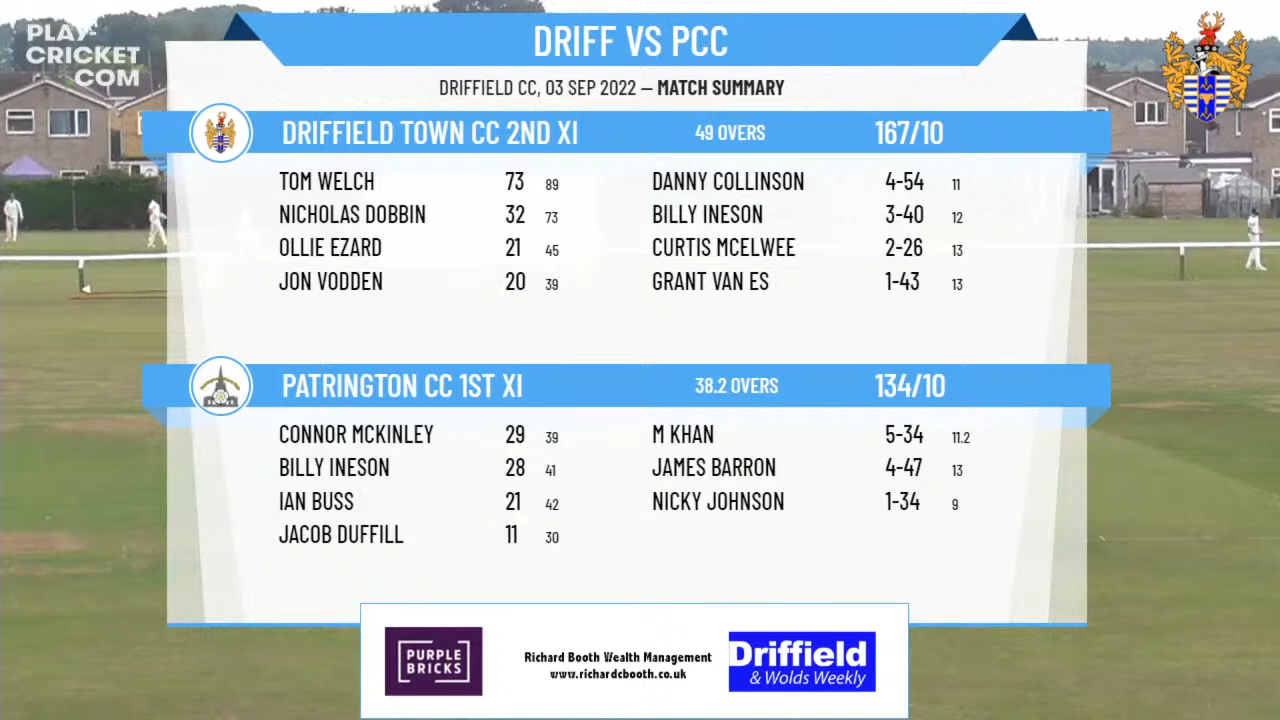 PLAY-
CRICKET
COM
DRIFF VS PCC
DRIFFIELD CC, 03 SEP 2022 – MATCH SUMMARY
DRIFFIELD TOWN CC 2ND XI 49 OVERS 167/10
TOM WELCH 73 89 DANNY COLLINSON 4-54 11
NICHOLAS DOBBIN 32 73 BILLY INESON 3-40 12
OLLIE EZARD 21 45 CURTIS MCELWEE 2-26 13
JON VODDEN 20 39 GRANT VAN ES 1-43 13
PATRINGTON CC 1ST XI 38.2 OVERS 134/10
CONNOR MCKINLEY 29 39 M KHAN 5-34 11.2
BILLY INESON 28 41 JAMES BARRON 4-47 13
IAN BUSS 21 42 NICKY JOHNSON 1-34 9
JACOB DUFFILL 11 30
PURPLE
BRICKS
Richard Booth Wealth Management
www.richardcbooth.co.uk
Driffield
& Wolds Weekly